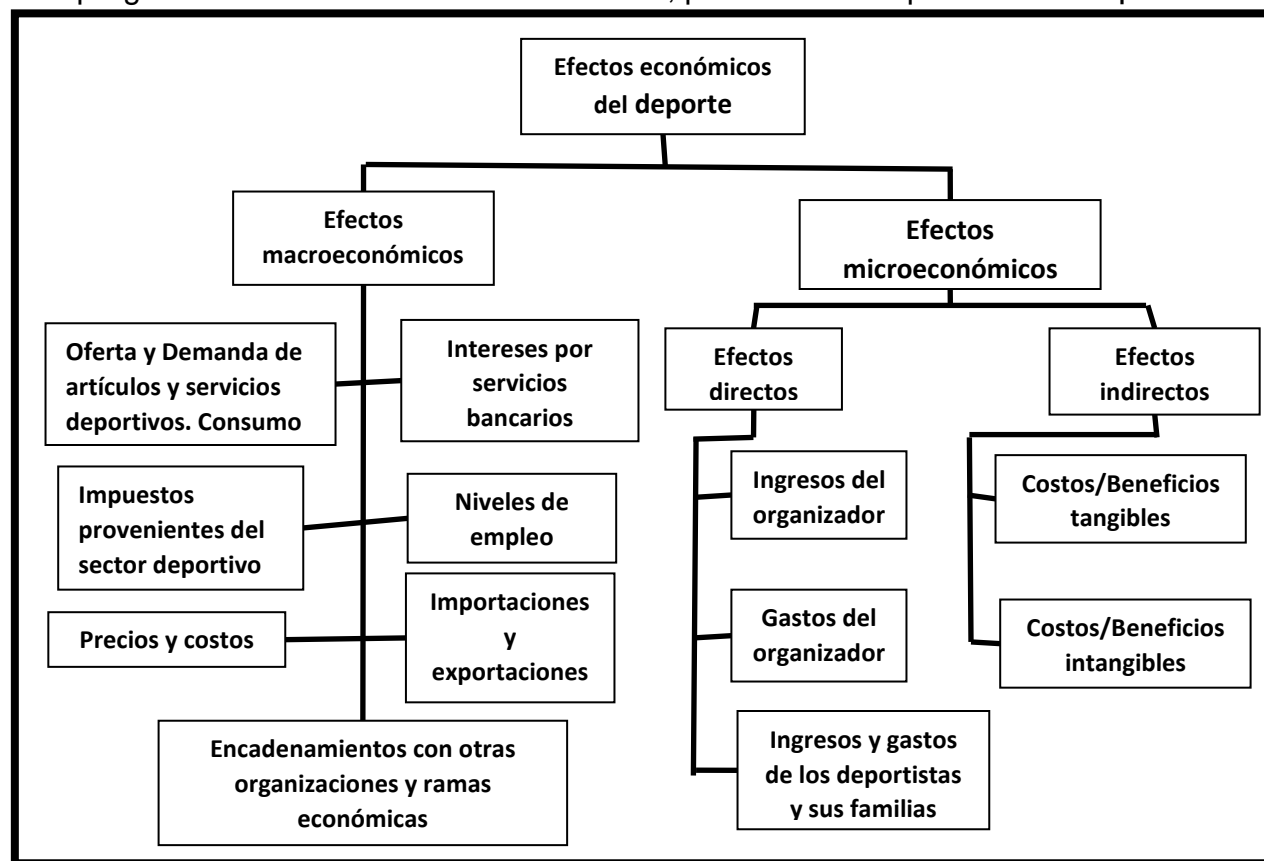 Efectos económicos
del deporte
Efectos
macroeconómicos
Efectos
microeconómicos
Oferta y Demanda de
artículos y servicios
deportivos. Consumo
Intereses por
servicios
bancarios
Impuestos
provenientes del
sector deportivo
Niveles de
empleo
Precios y costos
Importaciones
y
exportaciones
Encadenamientos con otras
organizaciones y ramas
económicas
Efectos
directos
Ingresos del
organizador
Gastos del
organizador
Ingresos y gastos
de los deportistas
y sus familias
Efectos
indirectos
Costos/Beneficios
tangibles
Costos/Beneficios
intangibles